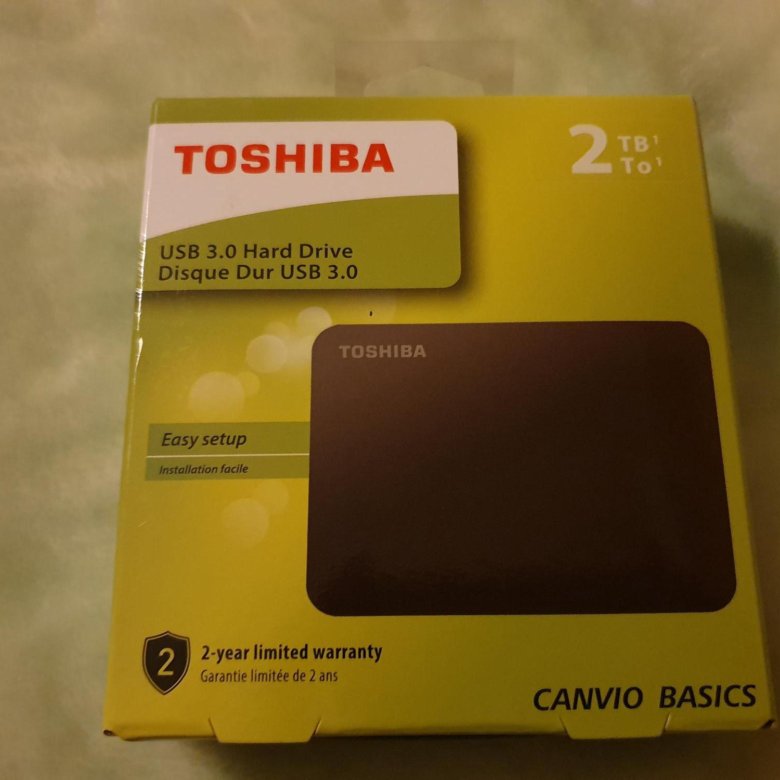 TOSHIBA
2 TB¹
To¹
USB 3.0 Hard Drive
Disque Dur USB 3.0
TOSHIBA
Easy setup
Installation facile
2
2-year limited warranty
Garantie limitée de 2 ans
CANVIO BASICS